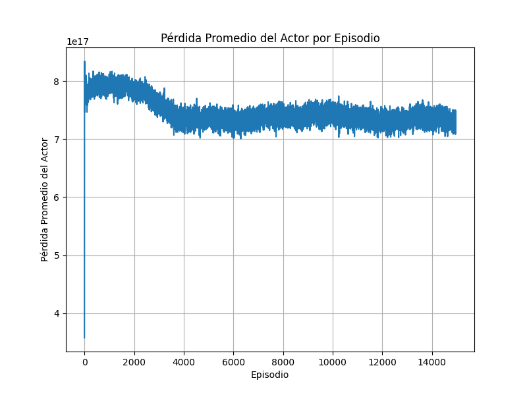 Pérdida Promedio del Actor por Episodio
1e17
8
7
6
5
4
Pérdida Promedio del Actor
0 2000 4000 6000 8000 10000 12000 14000
Episodio